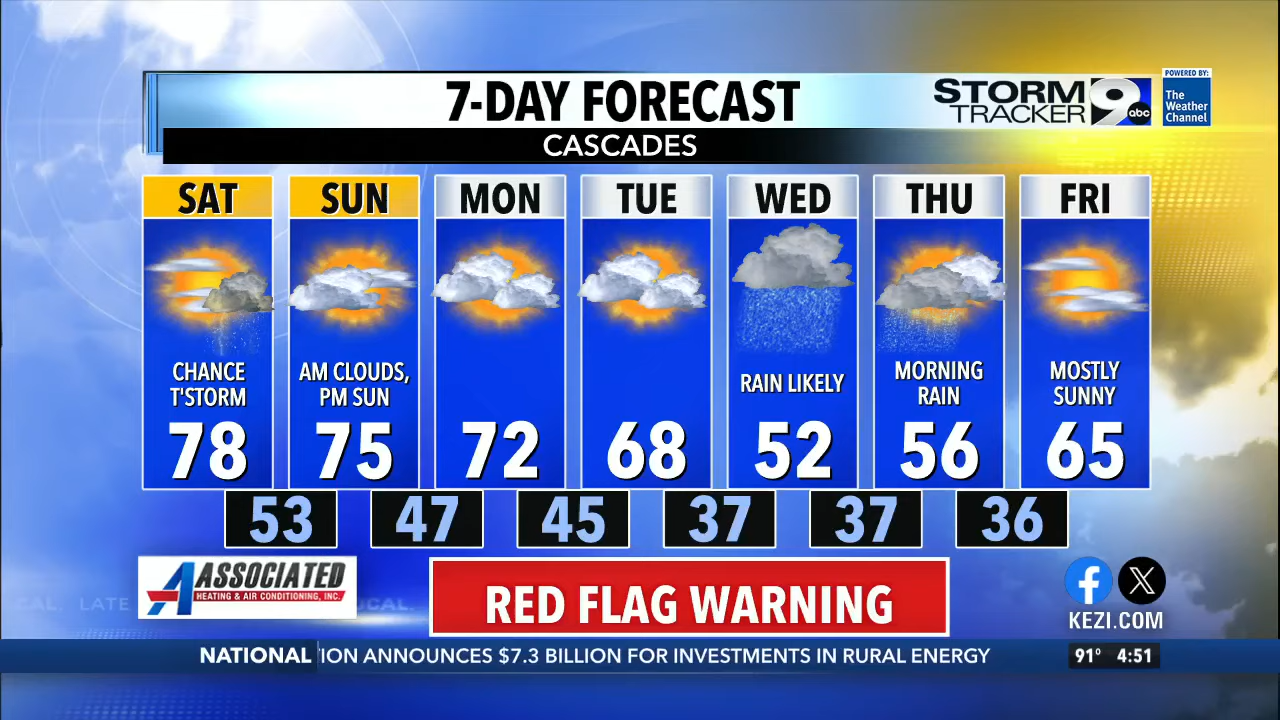 7-DAY FORECAST
CASCADES
STORM
TRACKER
9
abc
POWERED BY:
The
Weather
Channel
SAT
SUN
MON
TUE
WED
THU
FRI
CHANCE
T'STORM
AM CLOUDS,
PM SUN
RAIN LIKELY
MORNING
RAIN
MOSTLY
SUNNY
78
75
72
68
52
56
65
53
47
45
37
37
36
ASSOCIATED
HEATING & AIR CONDITIONING, INC.
RED FLAG WARNING
f
X
KEZI.COM
CAL. LATE
OCAL.
NATIONAL
ION ANNOUNCES $7.3 BILLION FOR INVESTMENTS IN RURAL ENERGY
91° 4:51